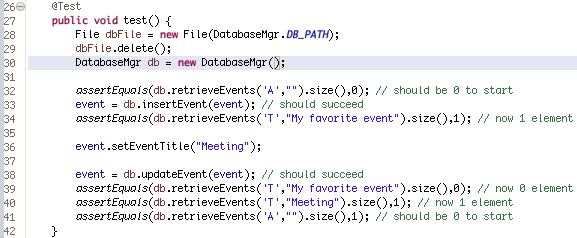 26 @Test
27 public void test() {
28 File dbFile = new File(DatabaseMgr.DB_PATH);
29 dbFile.delete();
30 DatabaseMgr db = new DatabaseMgr();
31
32 assertEquals(db.retrieveEvents('A',"").size(),0); // should be 0 to start
33 event = db.insertEvent(event); // should succeed
34 assertEquals(db.retrieveEvents('T',"My favorite event").size(),1); // now 1 element
35
36 event.setEventTitle("Meeting");
37
38 event = db.updateEvent(event); // should succeed
39 assertEquals(db.retrieveEvents('T',"My favorite event").size(),0); // now 0 element
40 assertEquals(db.retrieveEvents('T',"Meeting").size(),1); // now 1 element
41 assertEquals(db.retrieveEvents('A',"").size(),1); // should be 0 to start
42 }